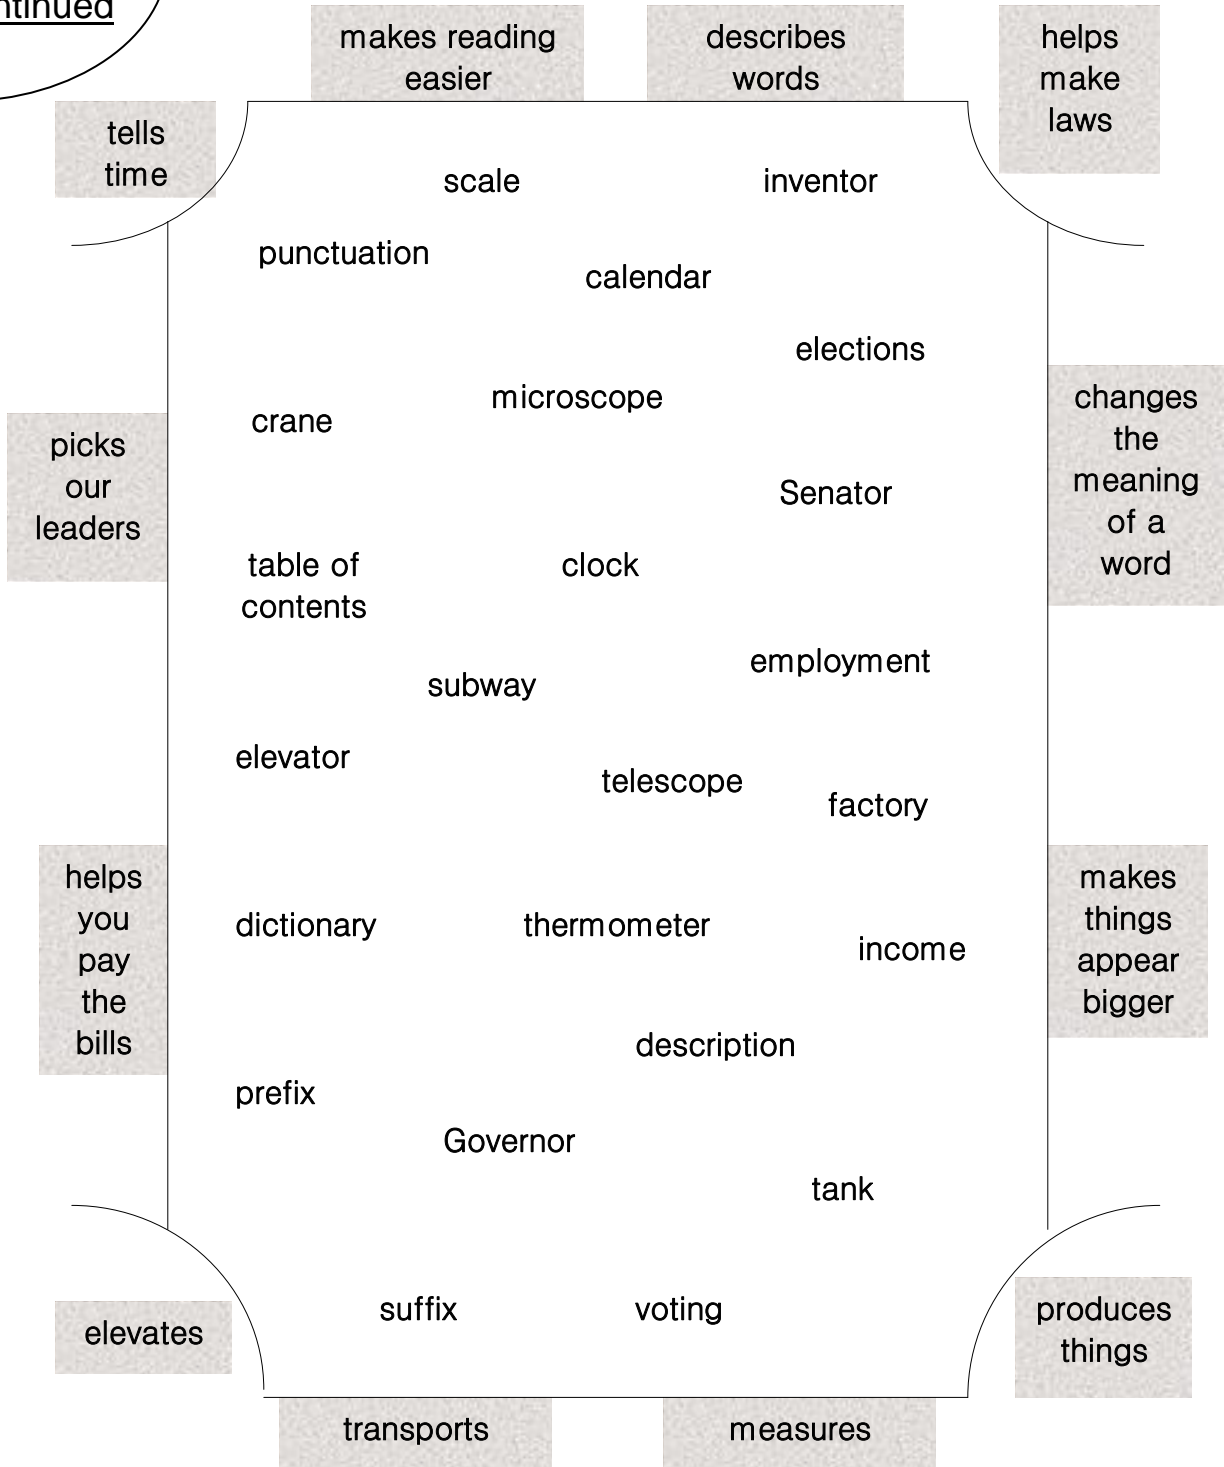 makes reading
easier
describes
words
helps
make
laws
tells
time
scale
inventor
punctuation
calendar
elections
microscope
crane
picks
our
leaders
changes
the
meaning
of a
word
Senator
table of
contents
clock
employment
subway
elevator
telescope
factory
helps
you
pay
the
bills
makes
things
appear
bigger
dictionary
thermometer
income
description
prefix
Governor
tank
suffix
voting
elevates
produces
things
transports
measures